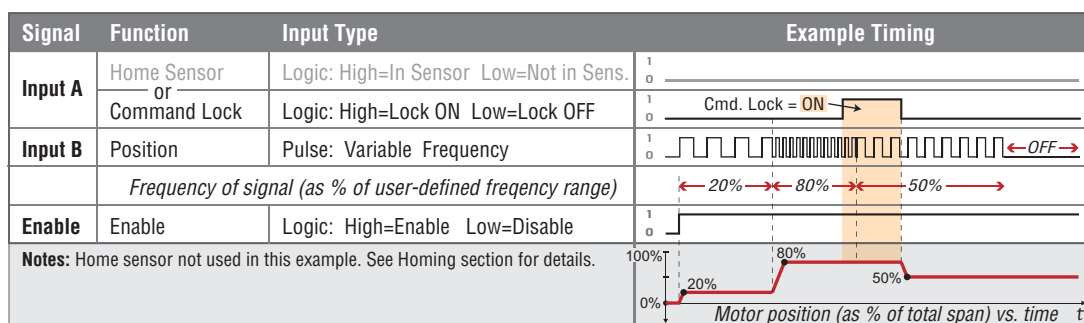 Signal Function Input Type Example Timing
Input A Home Sensor Logic: High=In Sensor Low=Not in Sens. 1 0
or
Command Lock Logic: High=Lock ON Low=Lock OFF 1 0 Cmd. Lock = ON
Input B Position Pulse: Variable Frequency 1 0 OFF
Frequency of signal (as % of user-defined freqency range) 20% 80% 50%
Enable Enable Logic: High=Enable Low=Disable 1 0
Notes: Home sensor not used in this example. See Homing section for details. 100% 80%
20% 50%
0%
Motor position (as % of total span) vs. time t